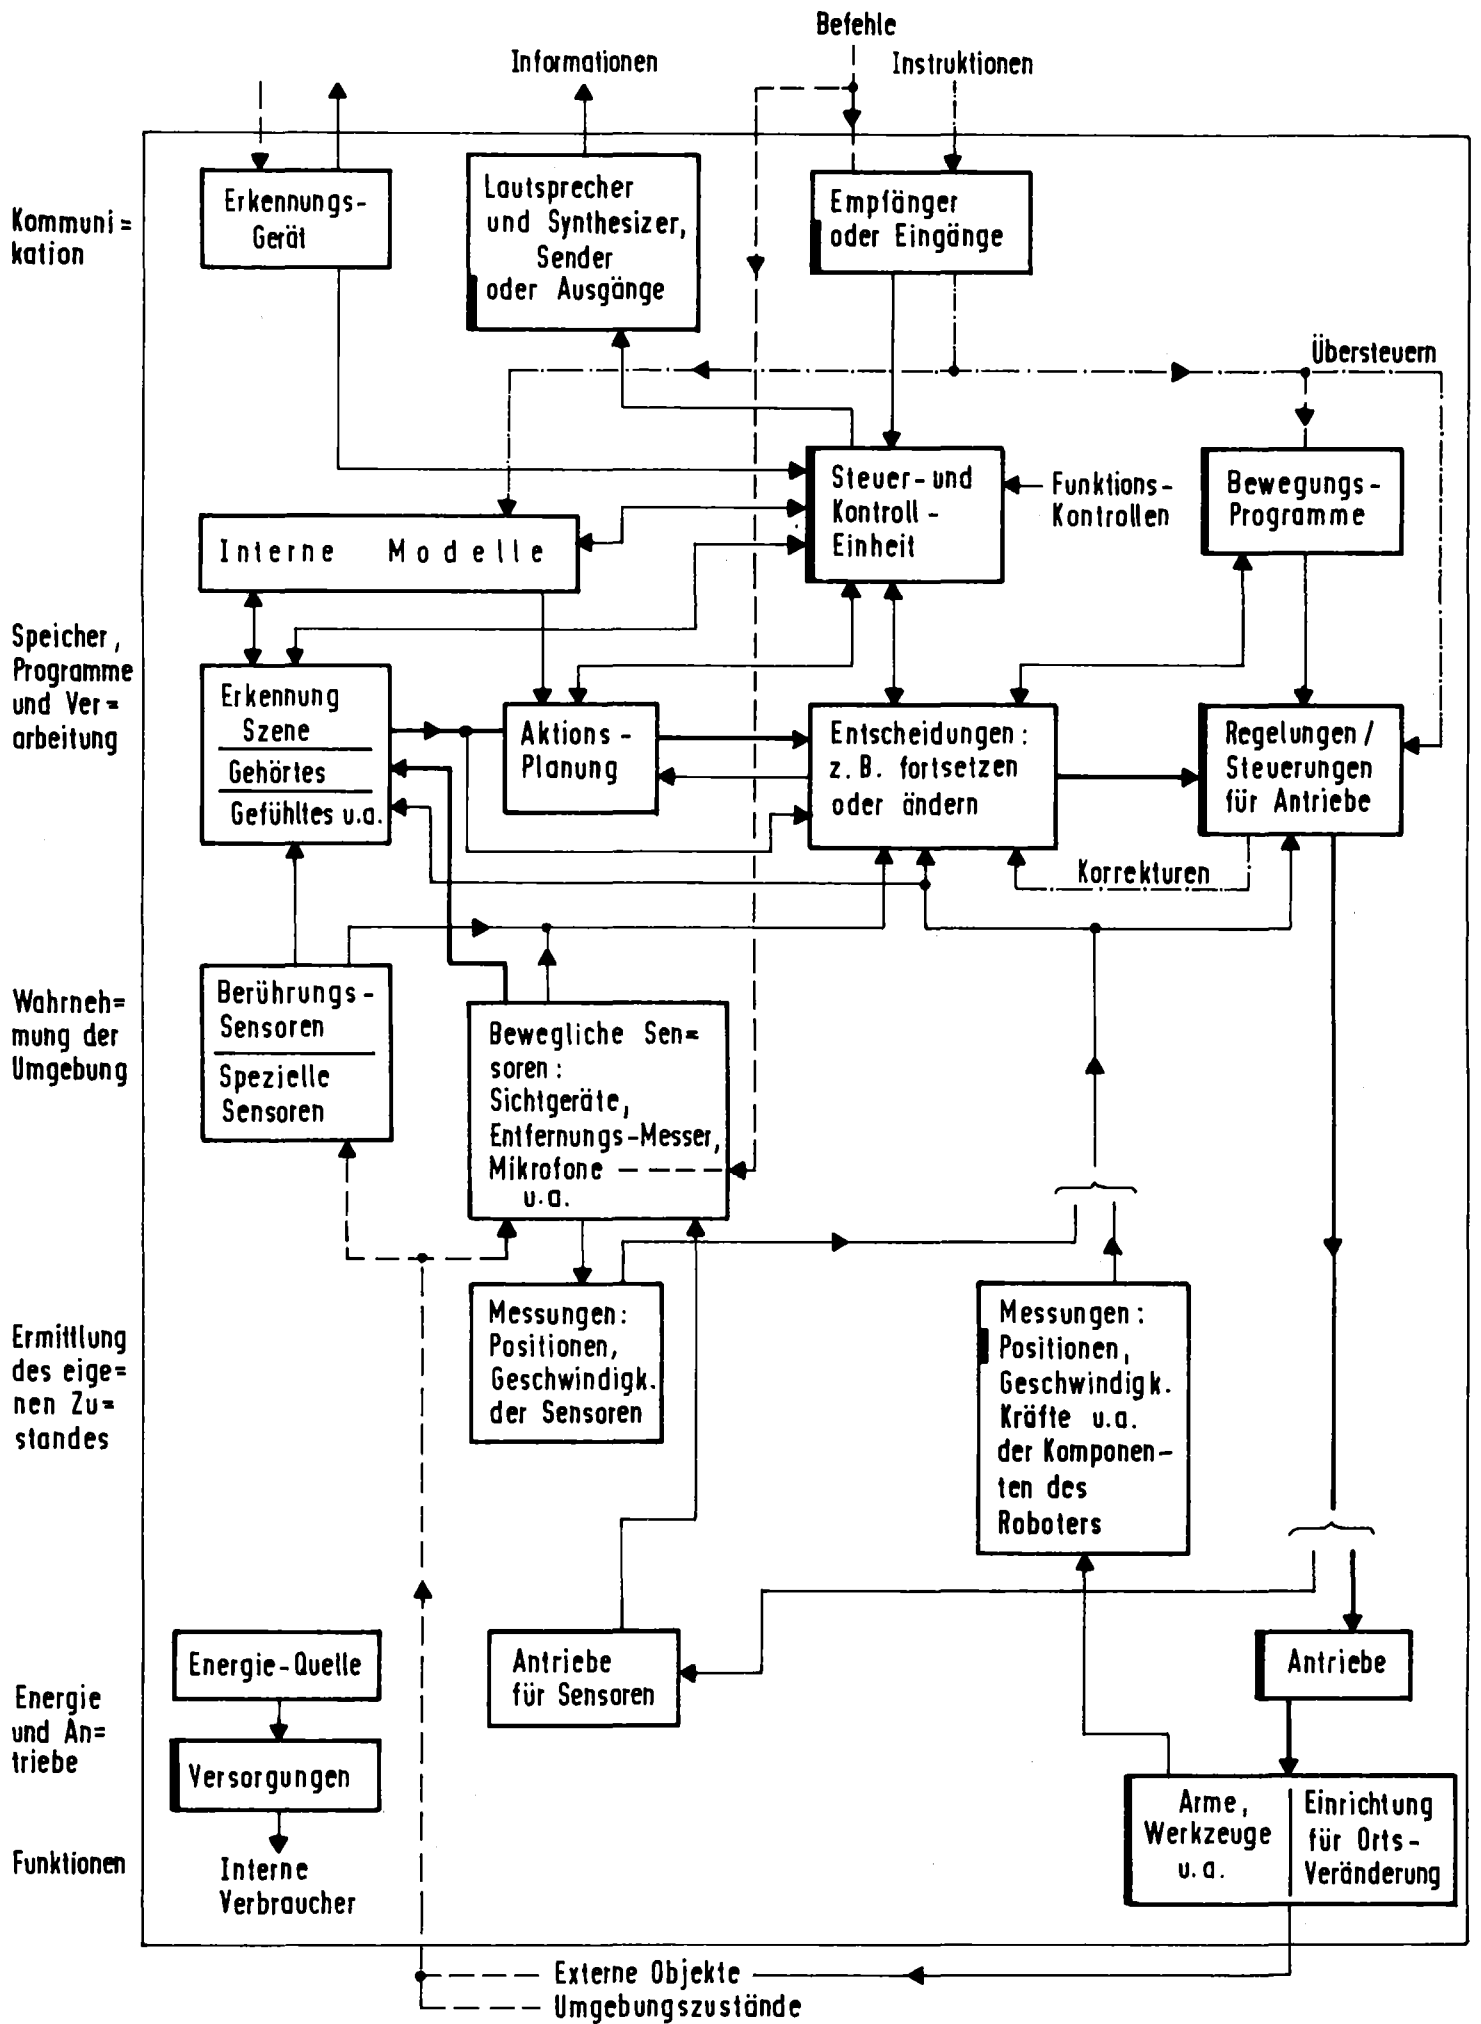 Befehle
Informationen
Instruktionen
Kommuni=
kation
Erkennungs-
Gerät
Lautsprecher
und Synthesizer,
Sender
oder Ausgänge
Empfänger
oder Eingänge
Übersteuern
Steuer-und
Kontroll-
Einheit
Funktions-
Kontrollen
Bewegungs-
Programme
Interne Modelle
Speicher,
Programme
und Ver=
arbeitung
Erkennung
Szene
Gehörtes
Gefühltes u.a.
Aktions-
Planung
Entscheidungen:
z.B. fortsetzen
oder ändern
Regelungen/
Steuerungen
für Antriebe
Korrekturen
Wahrneh=
mung der
Umgebung
Berührungs-
Sensoren
Spezielle
Sensoren
Bewegliche Sen=
soren:
Sichtgeräte,
Entfernungs-Messer,
Mikrofone
u.a.
Ermittlung
des eige=
nen Zu=
standes
Messungen:
Positionen,
Geschwindigk.
der Sensoren
Messungen:
Positionen,
Geschwindigk.
Kräfte u.a.
der Komponen-
ten des
Roboters
Energie
und An=
triebe
Energie-Quelle
Versorgungen
Antriebe
für Sensoren
Antriebe
Funktionen
Interne
Verbraucher
Arme,
Werkzeuge
u.a.
Einrichtung
für Orts-
Veränderung
Externe Objekte
Umgebungszustände